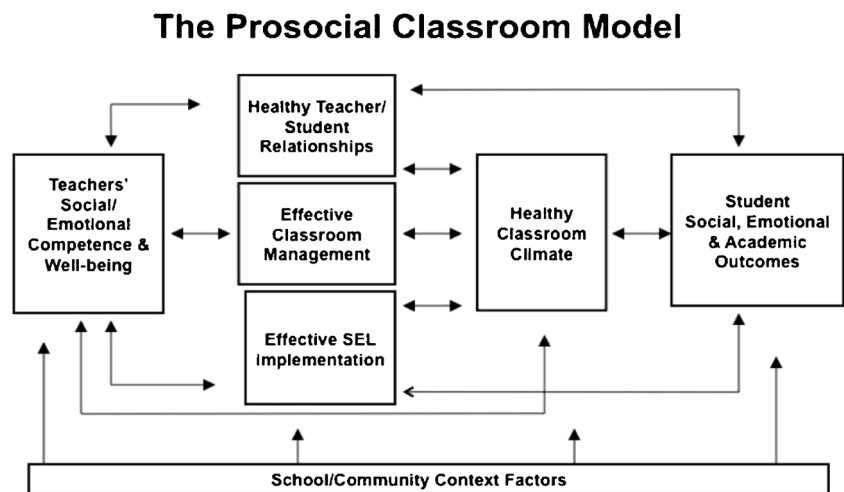 The Prosocial Classroom Model
Healthy Teacher/
Student
Relationships
Teachers'
Social/
Emotional
Competence &
Well-being
Effective
Classroom
Management
Healthy
Classroom
Climate
Student
Social, Emotional
& Academic
Outcomes
Effective SEL
implementation
School/Community Context Factors